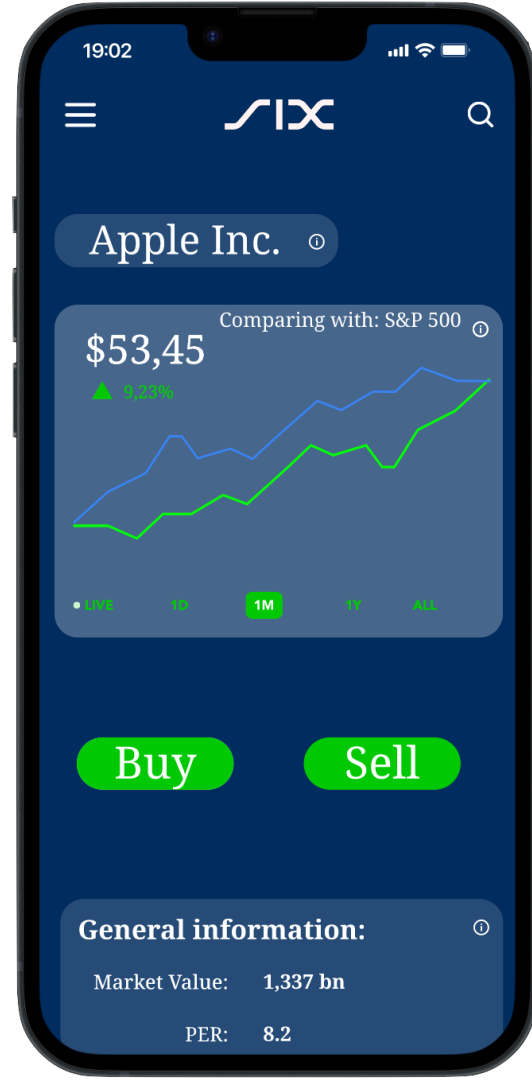 19:02
SIX
Apple Inc.
Comparing with: S&P 500
$53,45
9,23%
LIVE 1D 1M 1Y ALL
Buy Sell
General information:
Market Value: 1,337 bn
PER: 8.2